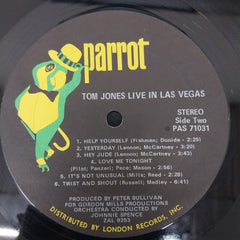 parrot
TOM JONES LIVE IN LAS VEGAS
STEREO
Side Two
PAS 71031
1. HELP YOURSELF (Fishman; Donida - 2:25)
2. YESTERDAY (Lennon; McCartney - 3:20)
3. HEY JUDE (Lennon; McCartney - 3:20)
4. LOVE ME TONIGHT
(Pilat; Panzeri; Pace; Mason - 2:56)
5. IT'S NOT UNUSUAL (Mills; Reed - 2:28)
6. TWIST AND SHOUT (Russell; Medley - 6:41)
PRODUCED BY PETER SULLIVAN
FOR GORDON MILLS PRODUCTIONS
ORCHESTRA CONDUCTED BY
JOHNNIE SPENCE
ZAL 9253
DISTRIBUTED BY LONDON RECORDS, INC.